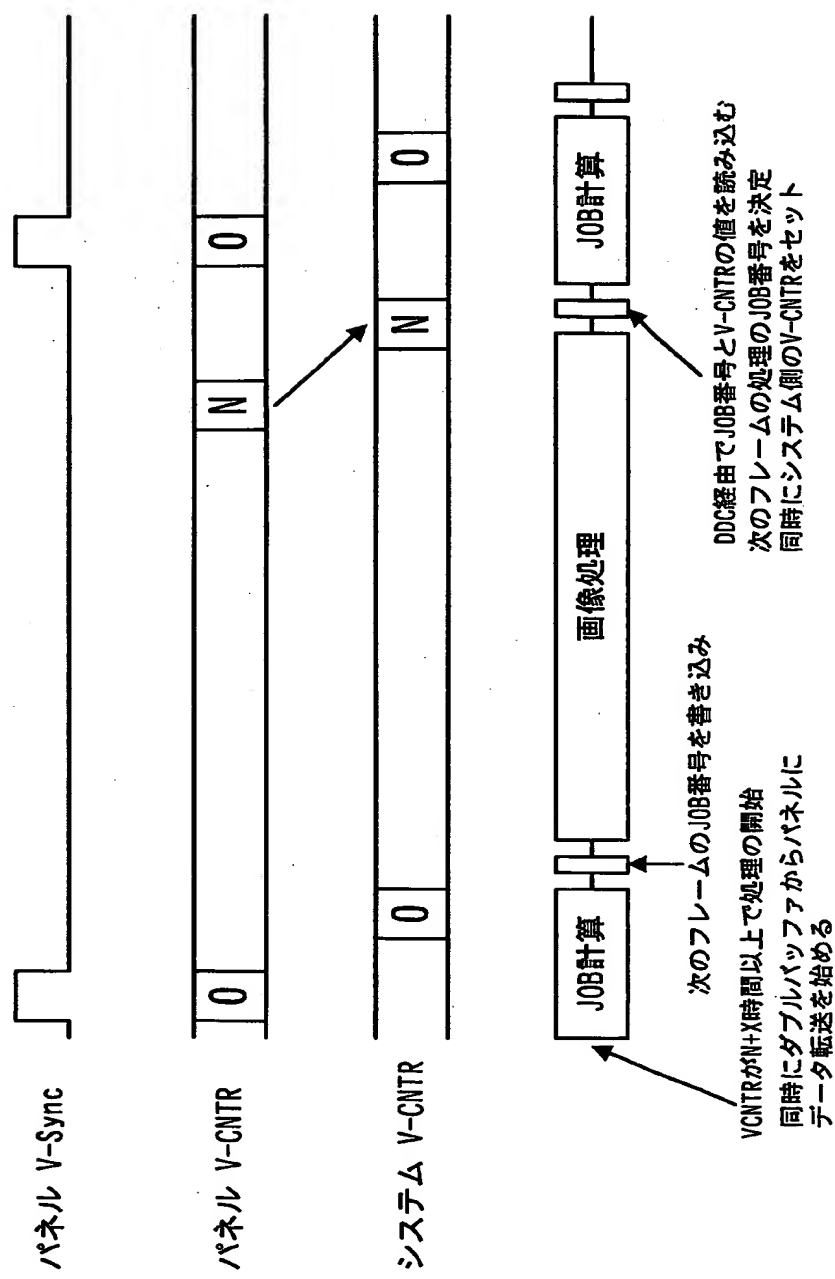 パネル V-Sync
パネル V-CNTR
0
N
0
システム V-CNTR
0
N
0
JOB計算
画像処理
JOB計算
VCNTRがN+X時間以上で処理の開始
同時にダブルバッファからパネルに
データ転送を始める
次のフレームのJOB番号を書き込み
DDC経由でJOB番号とV-CNTRの値を読み込む
次のフレームの処理のJOB番号を決定
同時にシステム側のV-CNTRをセット